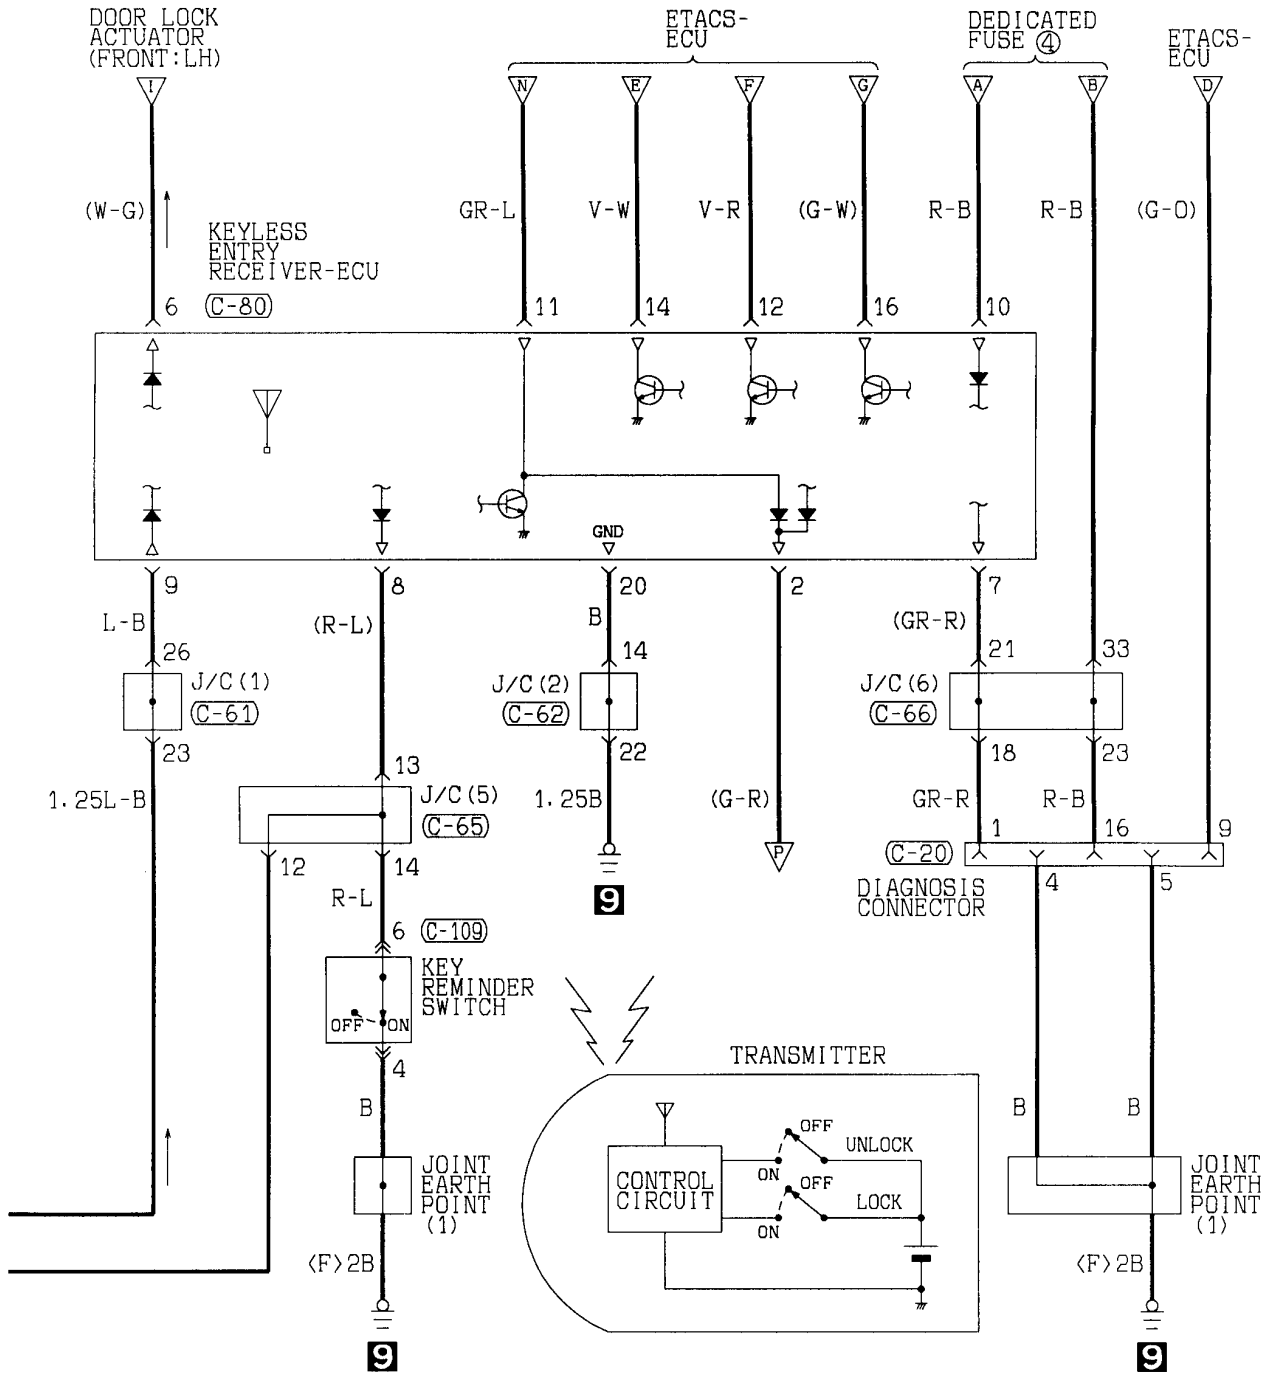 DOOR LOCK
ACTUATOR
(FRONT:LH)
ETACS-
ECU
DEDICATED
FUSE ④
ETACS-
ECU
I
N
E
F
G
A
B
D
(W-G)
GR-L
V-W
V-R
(G-W)
R-B
R-B
(G-O)
KEYLESS
ENTRY
RECEIVER-ECU
6
C-80
11
14
12
16
10
GND
9
8
20
2
7
L-B
(R-L)
B
(GR-R)
26
14
21
33
J/C(1)
C-61
J/C(2)
C-62
J/C(6)
C-66
23
22
18
23
13
1.25L-B
J/C(5)
C-65
1.25B
(G-R)
GR-R
R-B
12
14
P
1
16
9
C-20
4
5
DIAGNOSIS
CONNECTOR
R-L
9
6
C-109
KEY
REMINDER
SWITCH
OFF
ON
4
TRANSMITTER
B
B
B
OFF
UNLOCK
ON
CONTROL
CIRCUIT
OFF
LOCK
ON
JOINT
EARTH
POINT
(1)
JOINT
EARTH
POINT
(1)
<F>2B
<F>2B
9
9